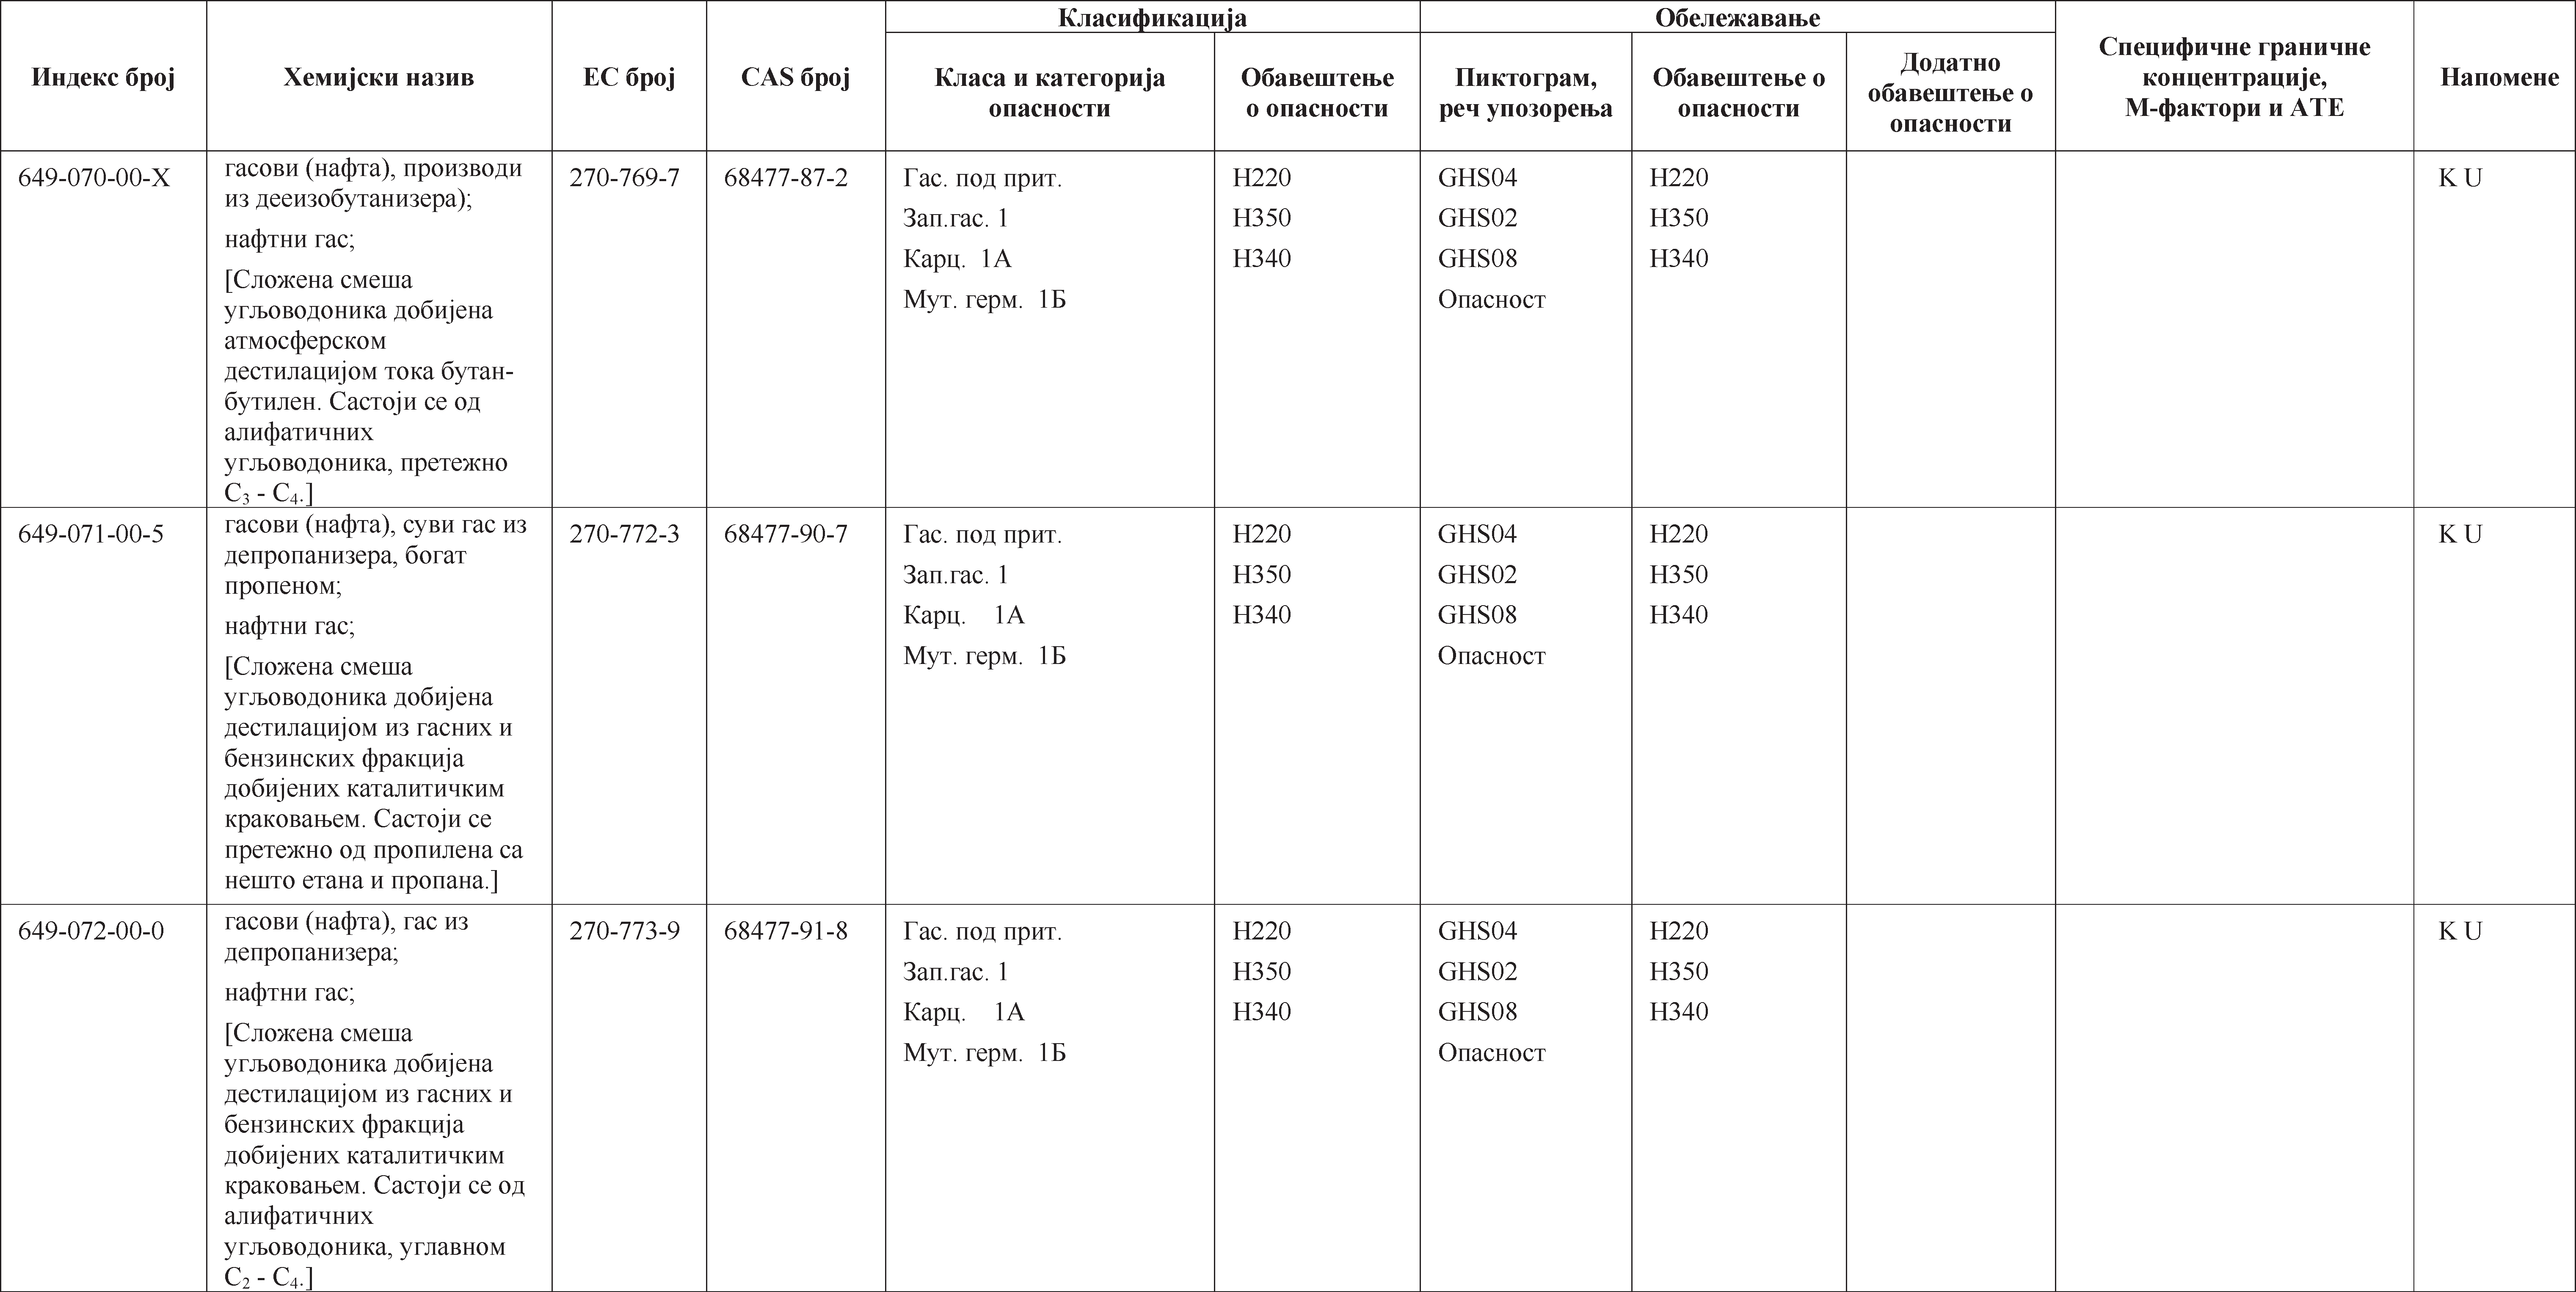 Класификација
Обележавање
Индекс број
Хемијски назив
ЕС број
CAS број
Класа и категорија
опасности
Обавештење
о опасности
Пиктограм,
реч упозорења
Обавештење о
опасности
Додатно
обавештење о
опасности
Специфичне граничне
концентрације,
М-фактори и АТЕ
Напомене
649-070-00-X
гасови (нафта), производи
из дееизобутанизера);
нафтни гас;
[Сложена смеша
угљоводоника добијена
атмосферском
дестилацијом тока бутан-
бутилен. Састоји се од
алифатичних
угљоводоника, претежно
C₃ - C₄.]
270-769-7
68477-87-2
Гас. под прит.
Зап.гас. 1
Карц. 1А
Мут. герм. 1Б
H220
H350
H340
GHS04
GHS02
GHS08
Опасност
H220
H350
H340
K U
649-071-00-5
гасови (нафта), суви гас из
депропанизера, богат
пропеном;
нафтни гас;
[Сложена смеша
угљоводоника добијена
дестилацијом из гасних и
бензинских фракција
добијених каталитичким
краковањем. Састоји се
претежно од пропилена са
нешто етана и пропана.]
270-772-3
68477-90-7
Гас. под прит.
Зап.гас. 1
Карц. 1А
Мут. герм. 1Б
H220
H350
H340
GHS04
GHS02
GHS08
Опасност
H220
H350
H340
K U
649-072-00-0
гасови (нафта), гас из
депропанизера;
нафтни гас;
[Сложена смеша
угљоводоника добијена
дестилацијом из гасних и
бензинских фракција
добијених каталитичким
краковањем. Састоји се од
алифатичних
угљоводоника, углавном
C₂ - C₄.]
270-773-9
68477-91-8
Гас. под прит.
Зап.гас. 1
Карц. 1А
Мут. герм. 1Б
H220
H350
H340
GHS04
GHS02
GHS08
Опасност
H220
H350
H340
K U